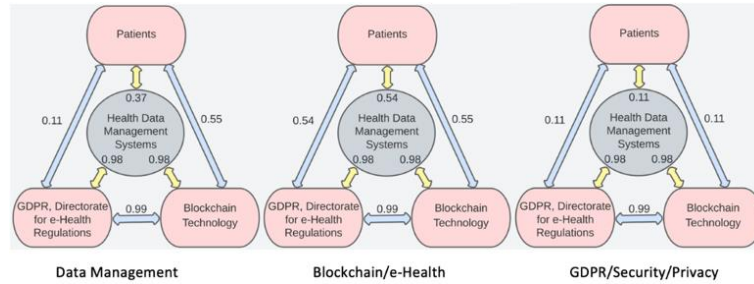 Patients
0.37
Health Data
Management
Systems
0.98 0.98
0.11
0.55
GDPR, Directorate
for e-Health
Regulations
0.99
Blockchain
Technology
Data Management
Patients
0.54
Health Data
Management
Systems
0.98 0.98
0.54
0.55
GDPR, Directorate
for e-Health
Regulations
0.99
Blockchain
Technology
Blockchain/e-Health
Patients
0.11
Health Data
Management
Systems
0.98 0.98
0.11
0.11
GDPR, Directorate
for e-Health
Regulations
0.99
Blockchain
Technology
GDPR/Security/Privacy